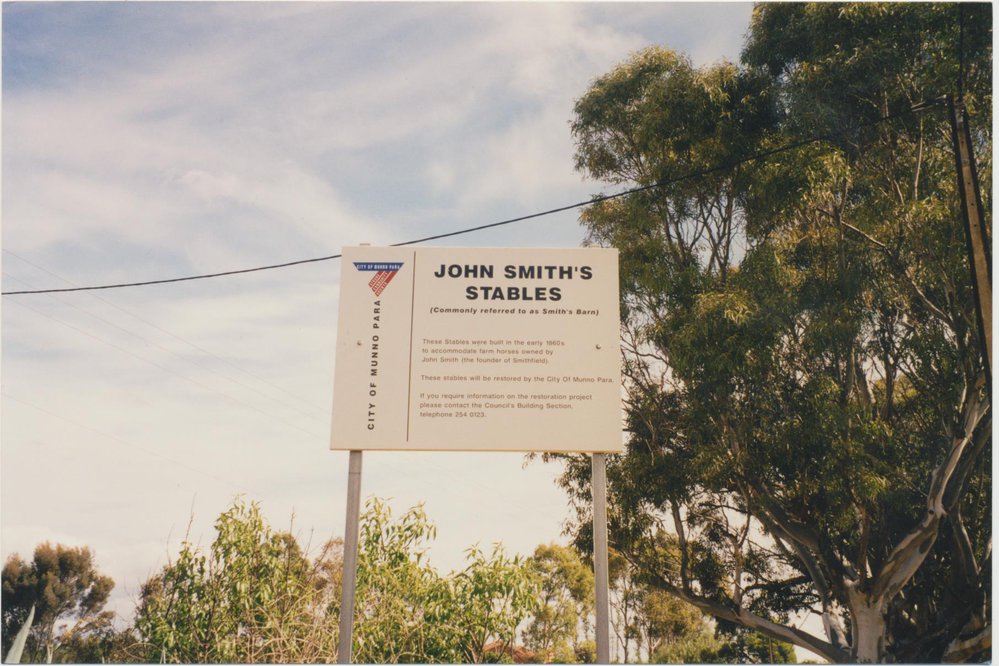 CITY OF MUNNO PARA
CITY OF MUNNO PARA
JOHN SMITH'S
STABLES
(Commonly referred to as Smith's Barn)
These Stables were built in the early 1860s
to accommodate farm horses owned by
John Smith (the founder of Smithfield).
These stables will be restored by the City Of Munno Para.
If you require information on the restoration project
please contact the Council's Building Section,
telephone 254 0123.